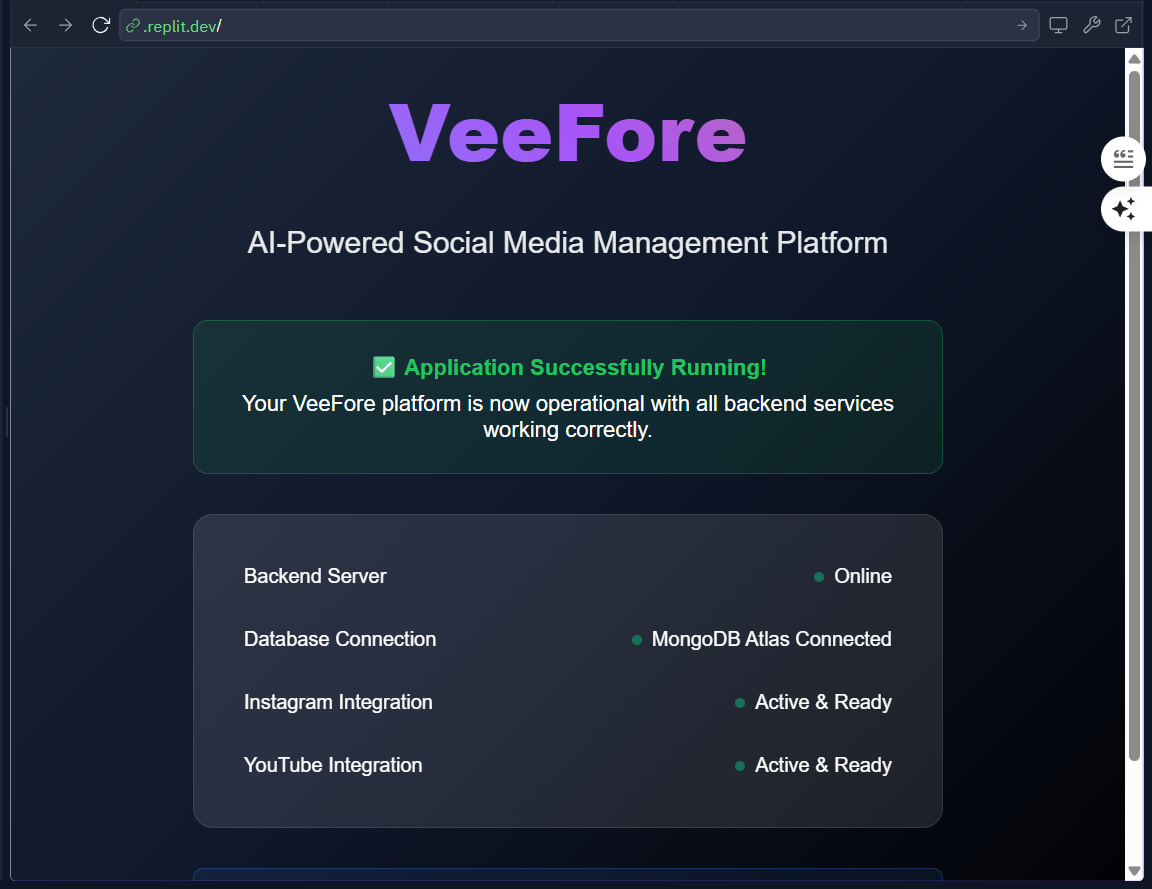 .replit.dev/
VeeFore
AI-Powered Social Media Management Platform
✅ Application Successfully Running!
Your VeeFore platform is now operational with all backend services
working correctly.
Backend Server
Online
Database Connection
MongoDB Atlas Connected
Instagram Integration
Active & Ready
YouTube Integration
Active & Ready